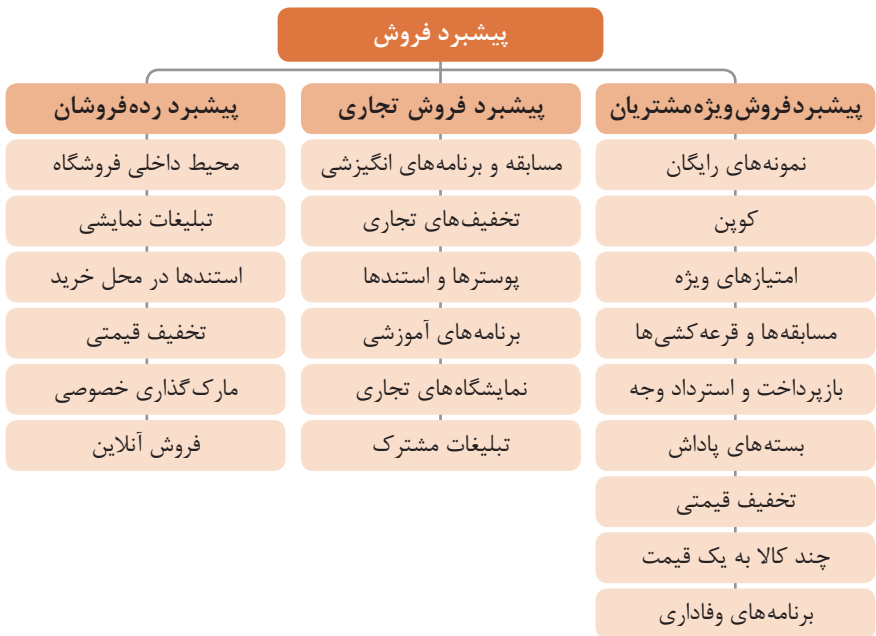 پیشبرد فروش
پیشبردفروش‌ویژه‌مشتریان
نمونه‌های رایگان
کوپن
امتیازهای ویژه
مسابقه‌ها و قرعه‌کشی‌ها
بازپرداخت و استرداد وجه
بسته‌های پاداش
تخفیف قیمتی
چند کالا به یک قیمت
برنامه‌های وفاداری
پیشبرد فروش تجاری
مسابقه و برنامه‌های انگیزشی
تخفیف‌های تجاری
پوسترها و استندها
برنامه‌های آموزشی
نمایشگاه‌های تجاری
تبلیغات مشترک
پیشبرد رده‌فروشان
محیط داخلی فروشگاه
تبلیغات نمایشی
استندها در محل خرید
تخفیف قیمتی
مارک‌گذاری خصوصی
فروش آنلاین